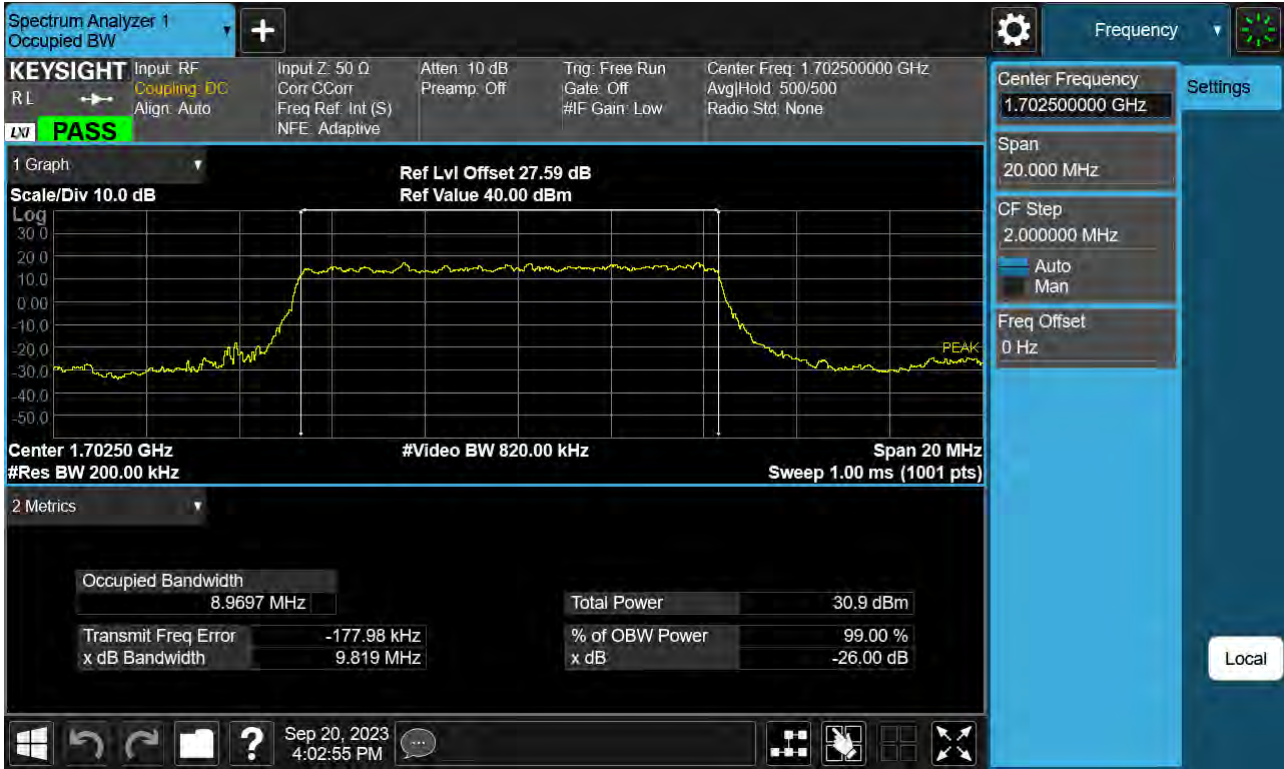 Spectrum Analyzer 1
Occupied BW
Frequency
KEYSIGHT
R L
LXI
PASS
Input: RF
Coupling: DC
Align: Auto
Input Z: 50 Ω
Corr CCorr
Freq Ref: Int (S)
NFE: Adaptive
Atten: 10 dB
Preamp: Off
Trig: Free Run
Gate: Off
#IF Gain: Low
Center Freq: 1.702500000 GHz
Avg|Hold: 500/500
Radio Std: None
Center Frequency
1.702500000 GHz
Settings
Span
20.000 MHz
CF Step
2.000000 MHz
Auto
Man
Freq Offset
0 Hz
Local
1 Graph
Scale/Div 10.0 dB
Ref Lvl Offset 27.59 dB
Ref Value 40.00 dBm
Log
30.0
20.0
10.0
0.00
-10.0
-20.0
-30.0
-40.0
-50.0
PEAK
Center 1.70250 GHz
#Video BW 820.00 kHz
Span 20 MHz
#Res BW 200.00 kHz
Sweep 1.00 ms (1001 pts)
2 Metrics
Occupied Bandwidth
8.9697 MHz
Total Power 30.9 dBm
Transmit Freq Error -177.98 kHz
% of OBW Power 99.00 %
x dB Bandwidth 9.819 MHz
x dB -26.00 dB
?
Sep 20, 2023
4:02:55 PM